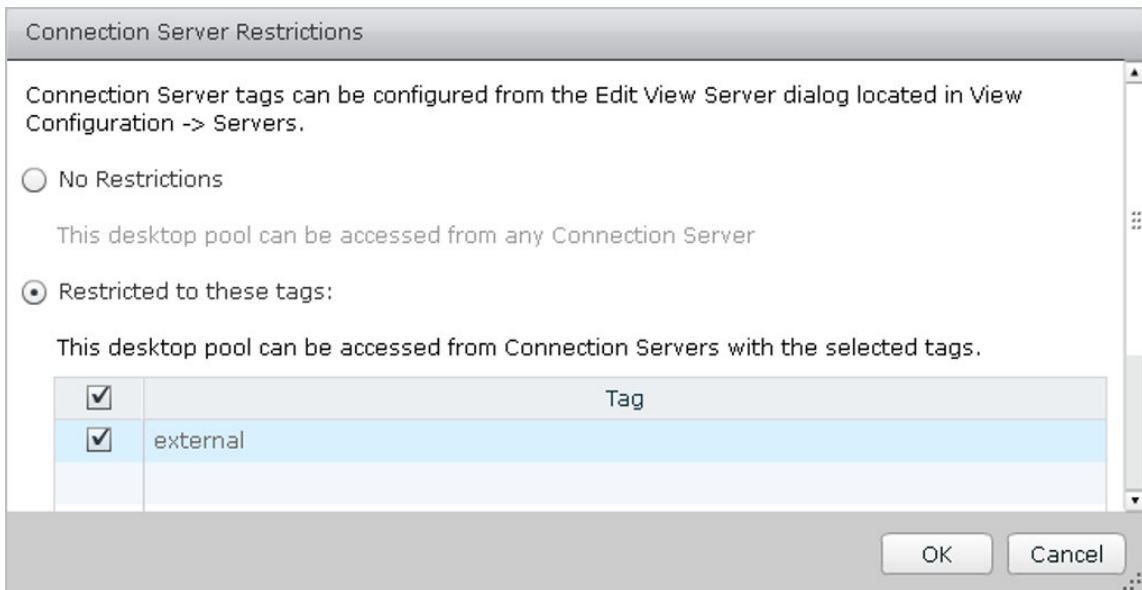 Connection Server Restrictions
Connection Server tags can be configured from the Edit View Server dialog located in View
Configuration -> Servers.
No Restrictions
This desktop pool can be accessed from any Connection Server
Restricted to these tags:
This desktop pool can be accessed from Connection Servers with the selected tags.
Tag
external
OK
Cancel